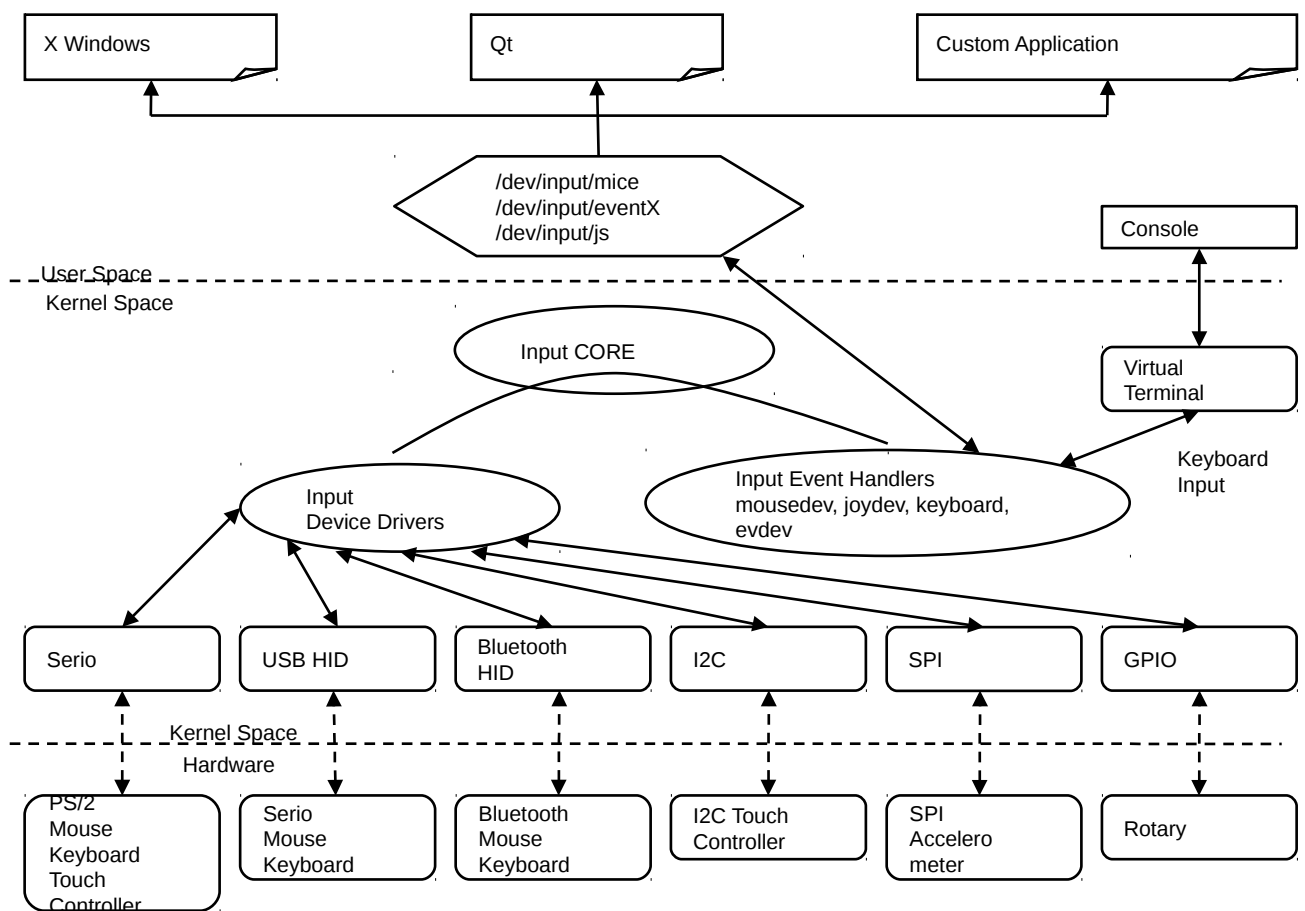 X Windows
Qt
Custom Application
/dev/input/mice
/dev/input/eventX
/dev/input/js
Console
User Space
Kernel Space
Input CORE
Virtual
Terminal
Keyboard
Input
Input
Device Drivers
Input Event Handlers
mousedev, joydev, keyboard,
evdev
Serio
USB HID
Bluetooth
HID
I2C
SPI
GPIO
Kernel Space
Hardware
PS/2
Mouse
Keyboard
Touch
Controller
Serio
Mouse
Keyboard
Bluetooth
Mouse
Keyboard
I2C Touch
Controller
SPI
Accelero
meter
Rotary